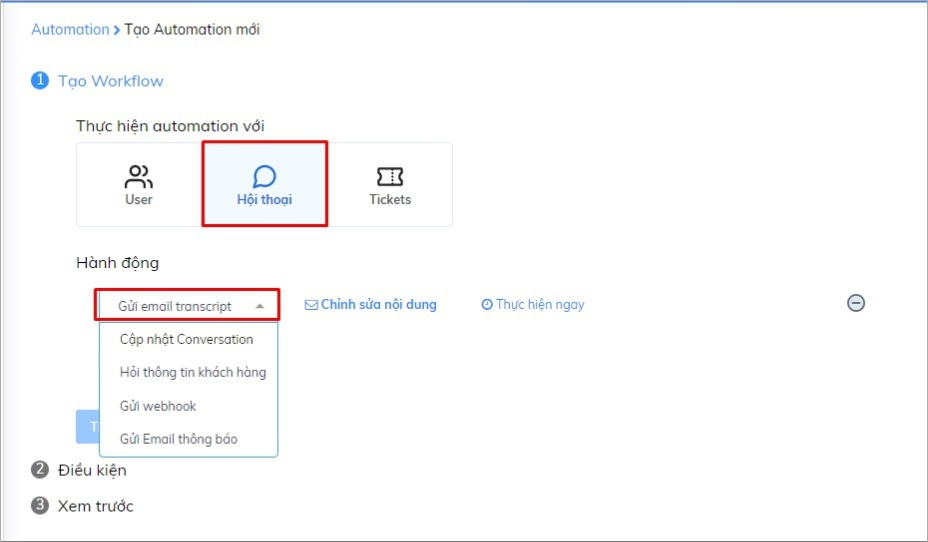 Automation > Tạo Automation mới
1 Tạo Workflow
Thực hiện automation với
User Hội thoại Tickets
Hành động
Gửi email transcript Chỉnh sửa nội dung Thực hiện ngay
Cập nhật Conversation
Hỏi thông tin khách hàng
Gửi webhook
T
Gửi Email thông báo
2 Điều kiện
3 Xem trước